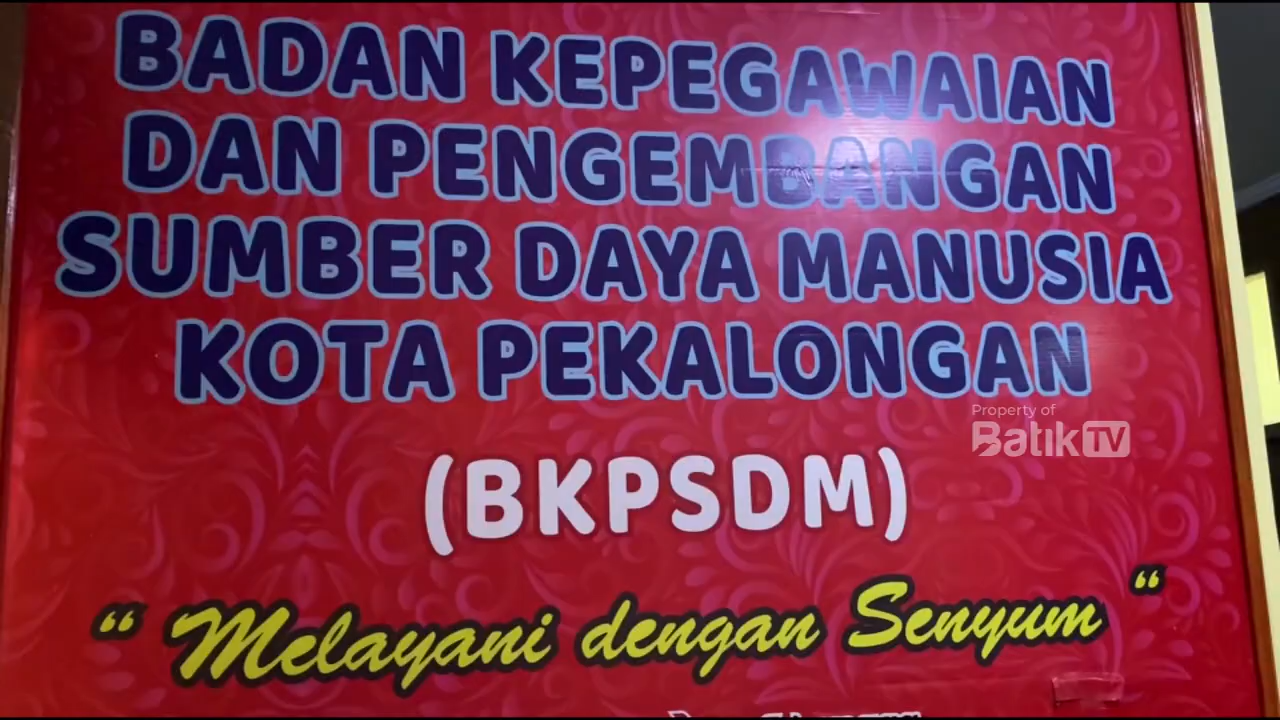 BADAN KEPEGAWAIAN
DAN PENGEMBANGAN
SUMBER DAYA MANUSIA
KOTA PEKALONGAN
Property of
BatikTV
(BKPSDM)
“ Melayani dengan Senyum “